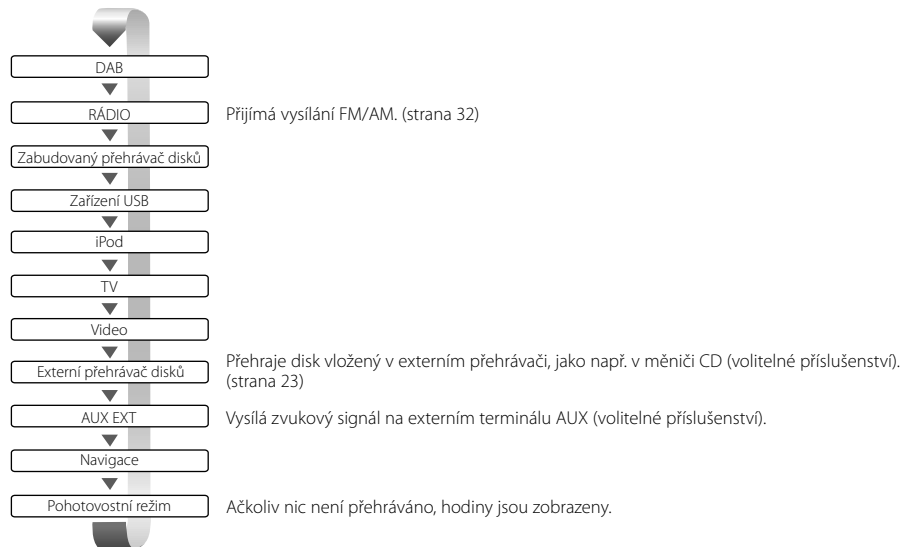 DAB
RÁDIO
Přijímá vysílání FM/AM. (strana 32)
Zabudovaný přehrávač disků
Zařízení USB
iPod
TV
Video
Externí přehrávač disků
Přehraje disk vložený v externím přehrávači, jako např. v měniči CD (volitelné příslušenství).
(strana 23)
AUX EXT
Vysílá zvukový signál na externím terminálu AUX (volitelné příslušenství).
Navigace
Pohotovostní režim
Ačkoliv nic není přehráváno, hodiny jsou zobrazeny.